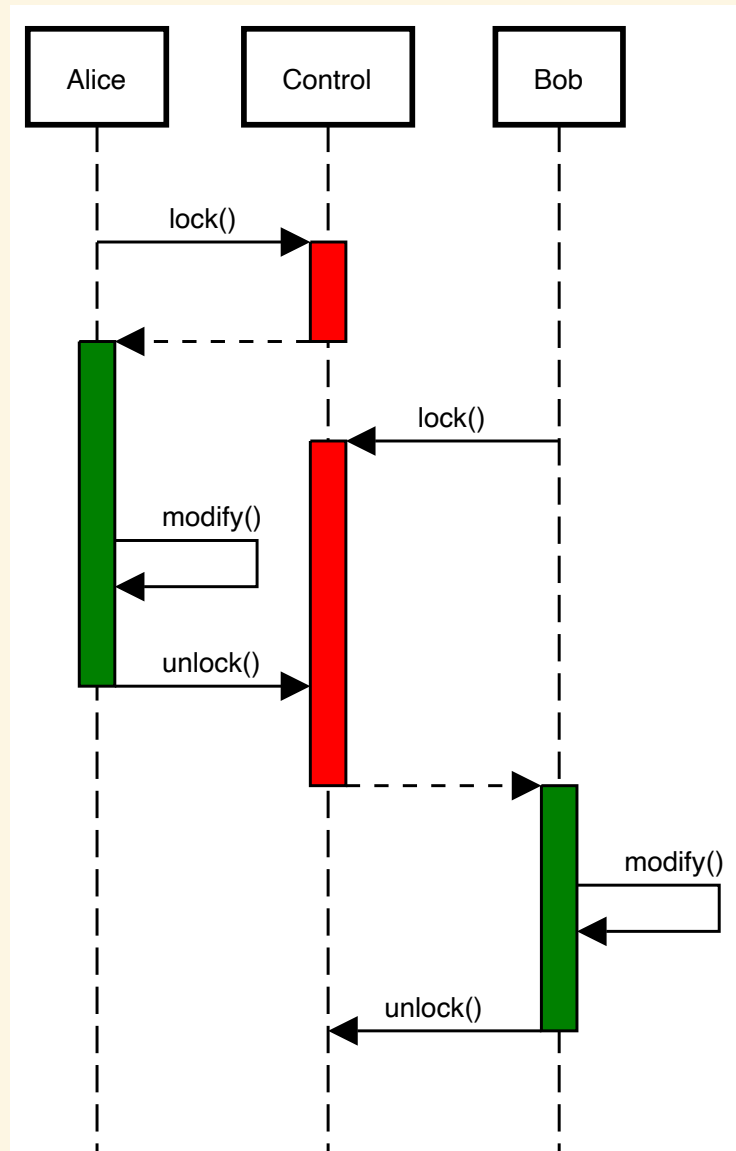 Alice
Control
Bob
lock()
lock()
modify()
unlock()
modify()
unlock()